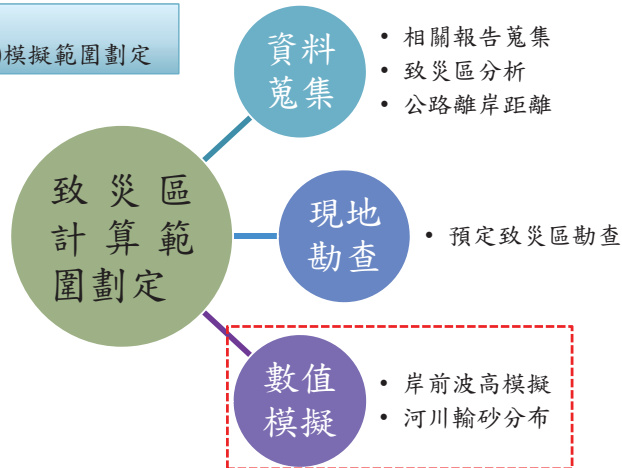 )模擬範圍劃定
資料
蒐集
• 相關報告蒐集
• 致災區分析
• 公路離岸距離
致災區
計算範
圍劃定
現地
勘查
• 預定致災區勘查
數值
模擬
• 岸前波高模擬
• 河川輸砂分布